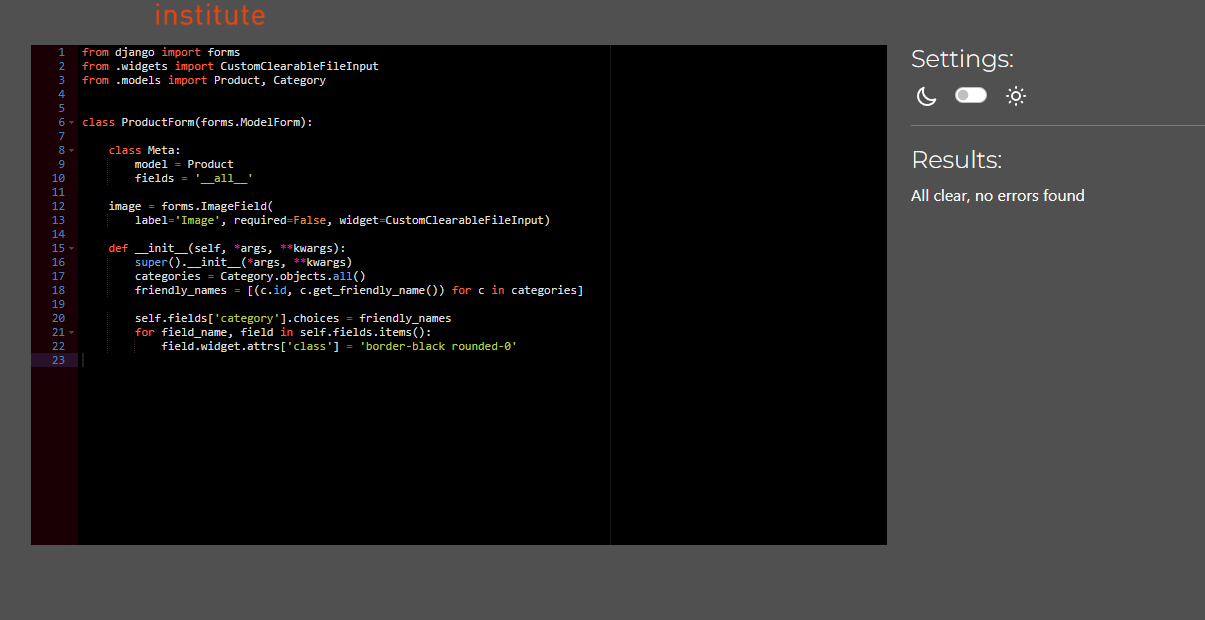 institute
1 from django import forms
2 from .widgets import CustomClearableFileInput
3 from .models import Product, Category
4
5
6 class ProductForm(forms.ModelForm):
7
8     class Meta:
9         model = Product
10         fields = '__all__'
11
12     image = forms.ImageField(
13         label='Image', required=False, widget=CustomClearableFileInput)
14
15     def __init__(self, *args, **kwargs):
16         super().__init__(*args, **kwargs)
17         categories = Category.objects.all()
18         friendly_names = [(c.id, c.get_friendly_name()) for c in categories]
19
20         self.fields['category'].choices = friendly_names
21         for field_name, field in self.fields.items():
22             field.widget.attrs['class'] = 'border-black rounded-0'
23
Settings:
Results:
All clear, no errors found